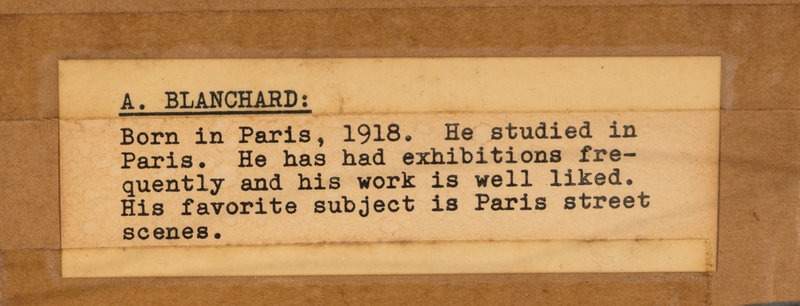 A. BLANCHARD:
Born in Paris, 1918.  He studied in
Paris.  He has had exhibitions fre-
quently and his work is well liked.
His favorite subject is Paris street
scenes.